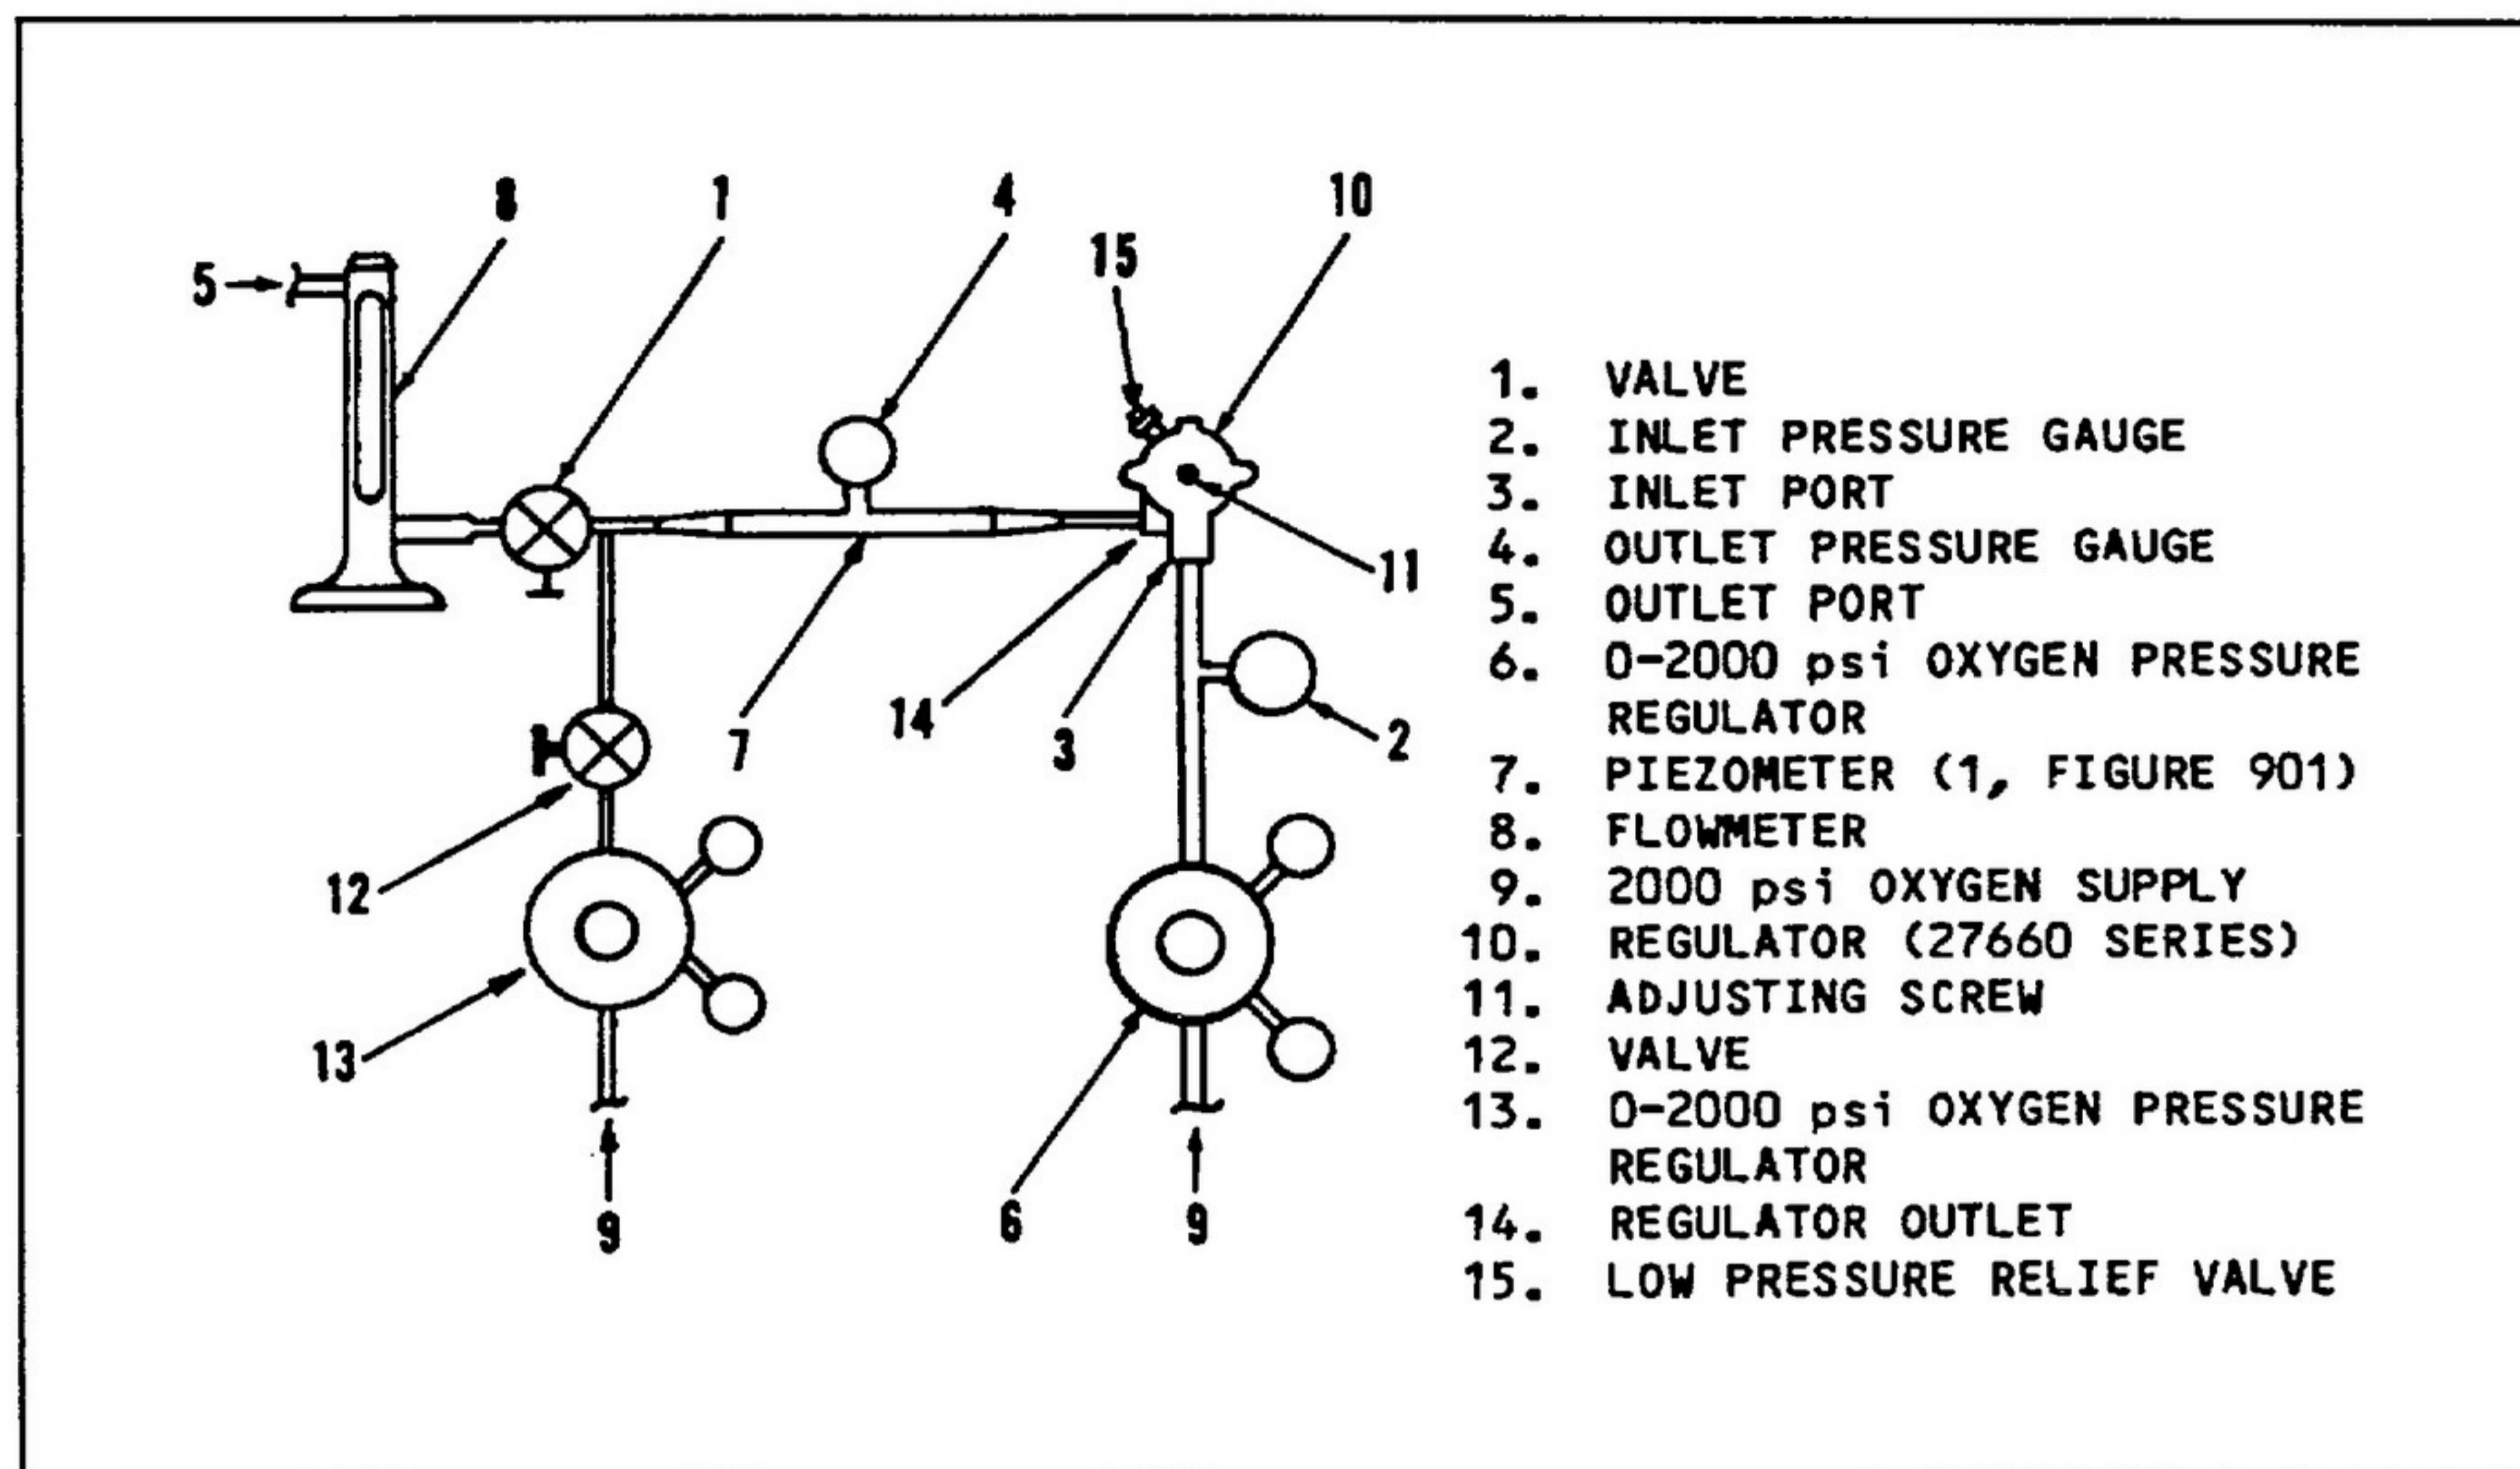 8 1 4 10
15
5
11
14
7 3 2
12
13
6
9 9
1. VALVE
2. INLET PRESSURE GAUGE
3. INLET PORT
4. OUTLET PRESSURE GAUGE
5. OUTLET PORT
6. 0-2000 psi OXYGEN PRESSURE
REGULATOR
7. PIEZOMETER (1, FIGURE 901)
8. FLOWMETER
9. 2000 psi OXYGEN SUPPLY
10. REGULATOR (27660 SERIES)
11. ADJUSTING SCREW
12. VALVE
13. 0-2000 psi OXYGEN PRESSURE
REGULATOR
14. REGULATOR OUTLET
15. LOW PRESSURE RELIEF VALVE